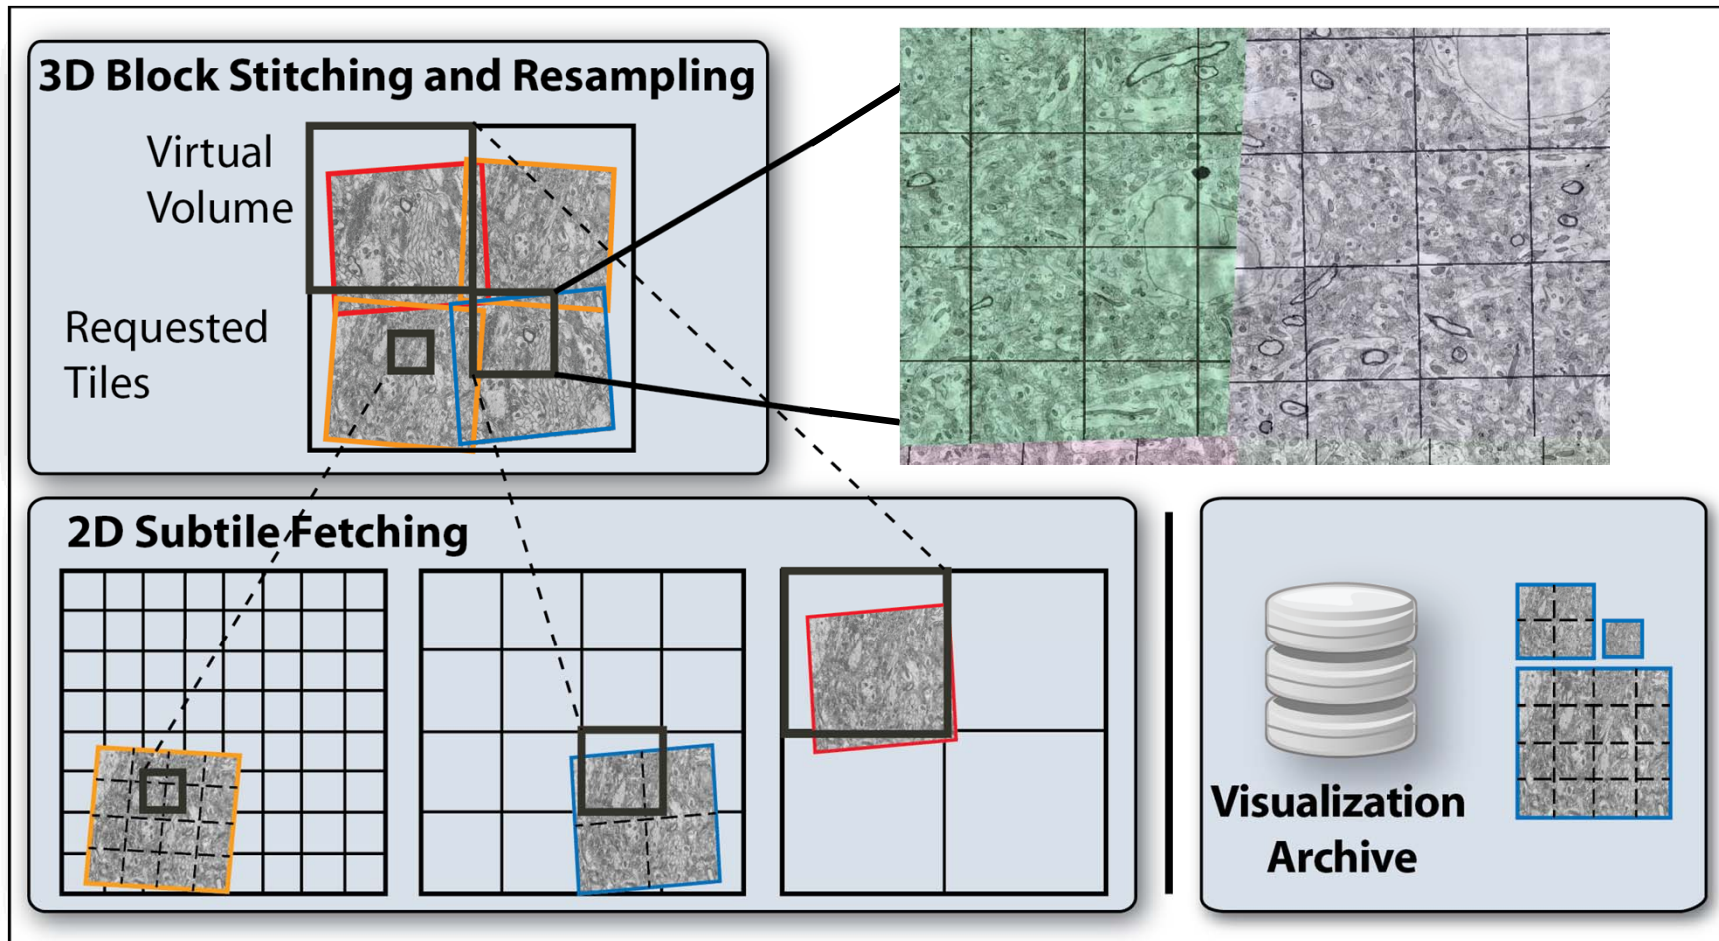 3D Block Stitching and Resampling
Virtual
Volume
Requested
Tiles
2D Subtile Fetching
Visualization
Archive